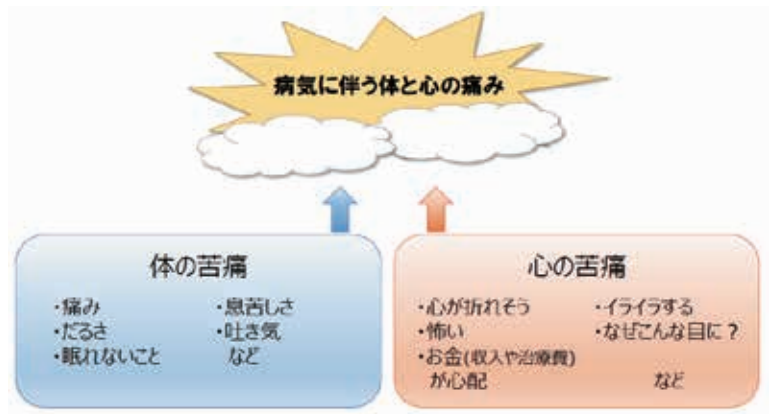 病気に伴う体と心の痛み
体の苦痛
・痛み
・だるさ
・眠れないこと
・息苦しさ
・吐き気
など
心の苦痛
・心が折れそう
・怖い
・お金(収入や治療費)
が心配
・イライラする
・なぜこんな目に？
など